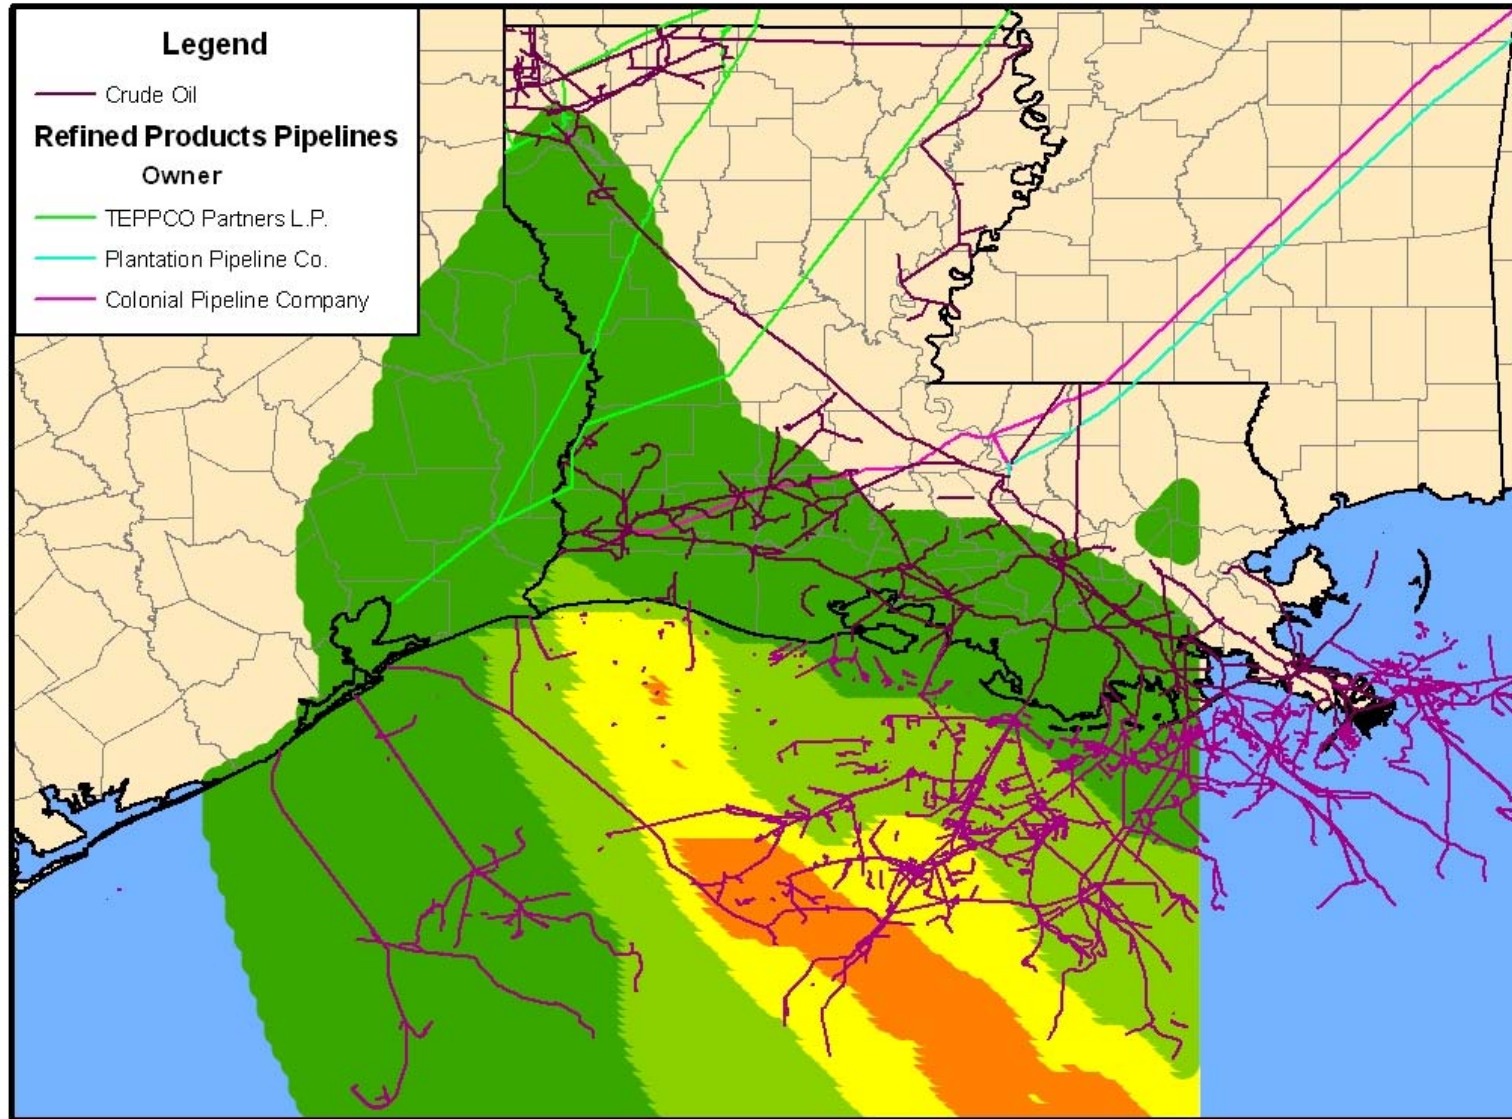 Legend
Crude Oil
Refined Products Pipelines
Owner
TEPPCO Partners L.P.
Plantation Pipeline Co.
Colonial Pipeline Company